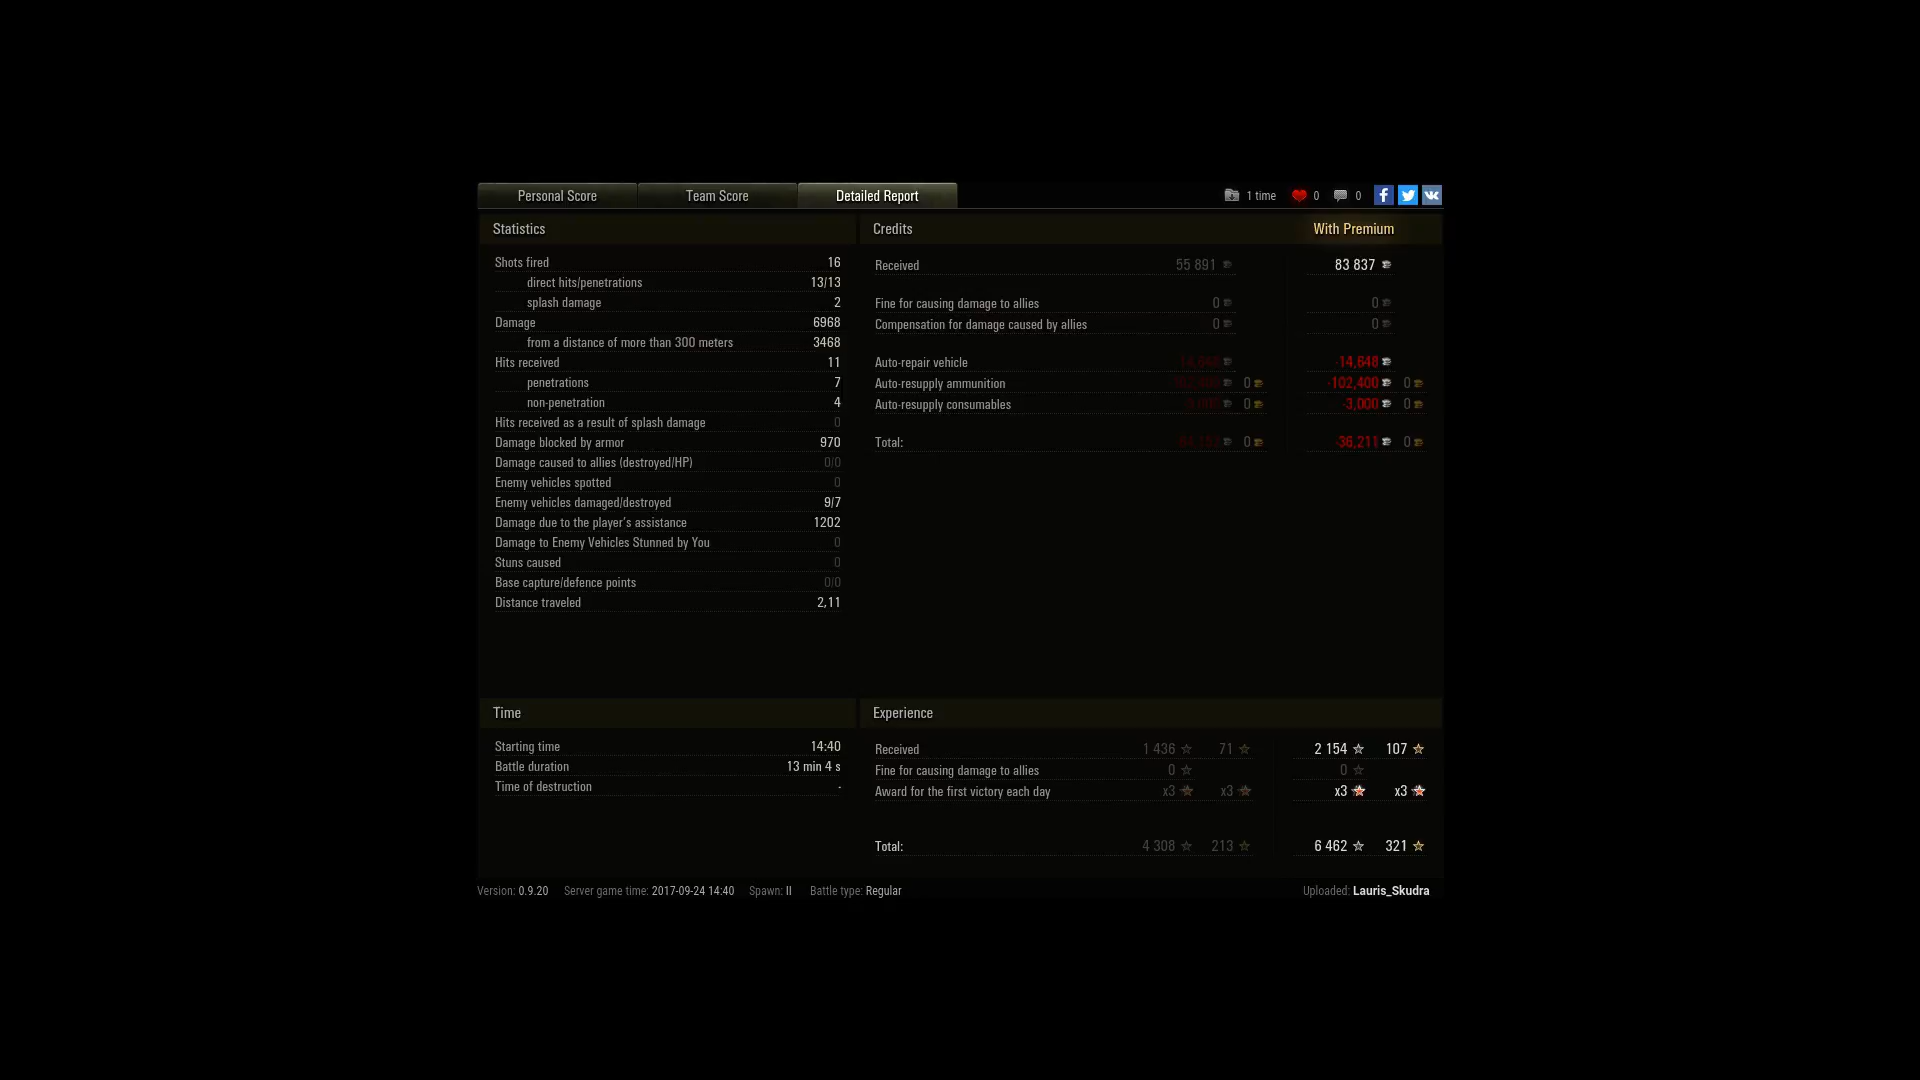 Personal Score Team Score Detailed Report 1 time 0 0
Statistics
Shots fired 16
direct hits/penetrations 13/13
splash damage 2
Damage 6968
from a distance of more than 300 meters 3468
Hits received 11
penetrations 7
non-penetration 4
Hits received as a result of splash damage 0
Damage blocked by armor 970
Damage caused to allies (destroyed/HP) 0/0
Enemy vehicles spotted 0
Enemy vehicles damaged/destroyed 9/7
Damage due to the player's assistance 1202
Damage to Enemy Vehicles Stunned by You 0
Stuns caused 0
Base capture/defence points 0/0
Distance traveled 2,11
Credits With Premium
Received 55 891 83 837
Fine for causing damage to allies 0 0
Compensation for damage caused by allies 0 0
Auto-repair vehicle -14,648
Auto-resupply ammunition 0 -102,400 0
Auto-resupply consumables 0 -3,000 0
Total: 0 -36,211 0
Time
Starting time 14:40
Battle duration 13 min 4 s
Time of destruction -
Experience
Received 1 436 71 2 154 107
Fine for causing damage to allies 0 0
Award for the first victory each day x3 x3 x3 x3
Total: 4 308 213 6 462 321
Version: 0.9.20 Server game time: 2017-09-24 14:40 Spawn: II Battle type: Regular Uploaded: Lauris_Skudra